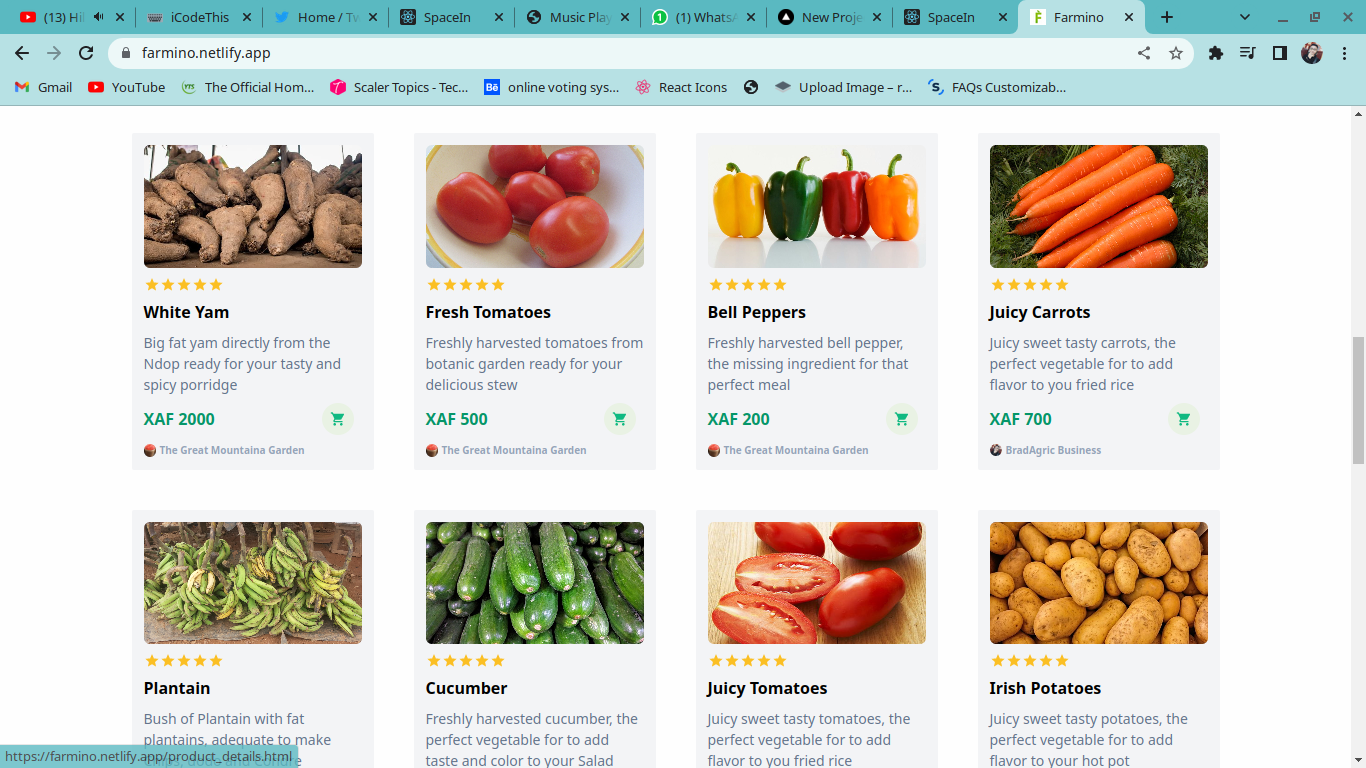 (13) Hil
iCodeThis
Home / Tw
SpaceIn
Music Play
(1) WhatsA
New Proje
SpaceIn
Farmino
farmino.netlify.app
Gmail
YouTube
The Official Hom...
Scaler Topics - Tec...
Bē online voting sys...
React Icons
Upload Image – r...
FAQs Customizab...
White Yam
Big fat yam directly from the
Ndop ready for your tasty and
spicy porridge
XAF 2000
The Great Mountaina Garden
Fresh Tomatoes
Freshly harvested tomatoes from
botanic garden ready for your
delicious stew
XAF 500
The Great Mountaina Garden
Bell Peppers
Freshly harvested bell pepper,
the missing ingredient for that
perfect meal
XAF 200
The Great Mountaina Garden
Juicy Carrots
Juicy sweet tasty carrots, the
perfect vegetable for to add
flavor to you fried rice
XAF 700
BradAgric Business
Plantain
Bush of Plantain with fat
plantains, adequate to make
Cucumber
Freshly harvested cucumber, the
perfect vegetable for to add
taste and color to your Salad
Juicy Tomatoes
Juicy sweet tasty tomatoes, the
perfect vegetable for to add
flavor to you fried rice
Irish Potatoes
Juicy sweet tasty potatoes, the
perfect vegetable for to add
flavor to your hot pot
https://farmino.netlify.app/product_details.html